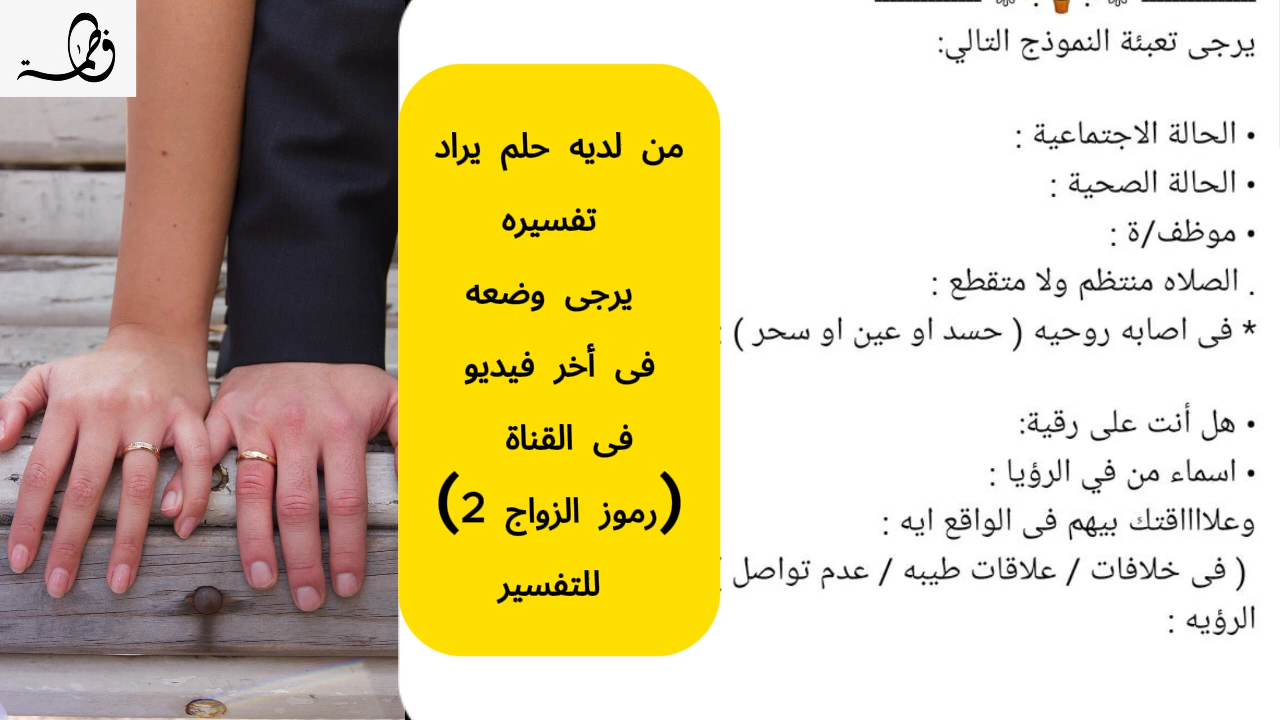 فاطمة
من لديه حلم يراد
تفسيره
يرجى وضعه
فى أخر فيديو
فى القناة
(رموز الزواج 2)
للتفسير
يرجى تعبئة النموذج التالي:
• الحالة الاجتماعية :
• الحالة الصحية :
• موظف/ة :
. الصلاه منتظم ولا متقطع :
* فى اصابه روحيه ( حسد او عين او سحر ) :
• هل أنت على رقية:
• اسماء من في الرؤيا :
وعلااااقتك بيهم فى الواقع ايه :
( فى خلافات / علاقات طيبه / عدم تواصل )
الرؤيه :